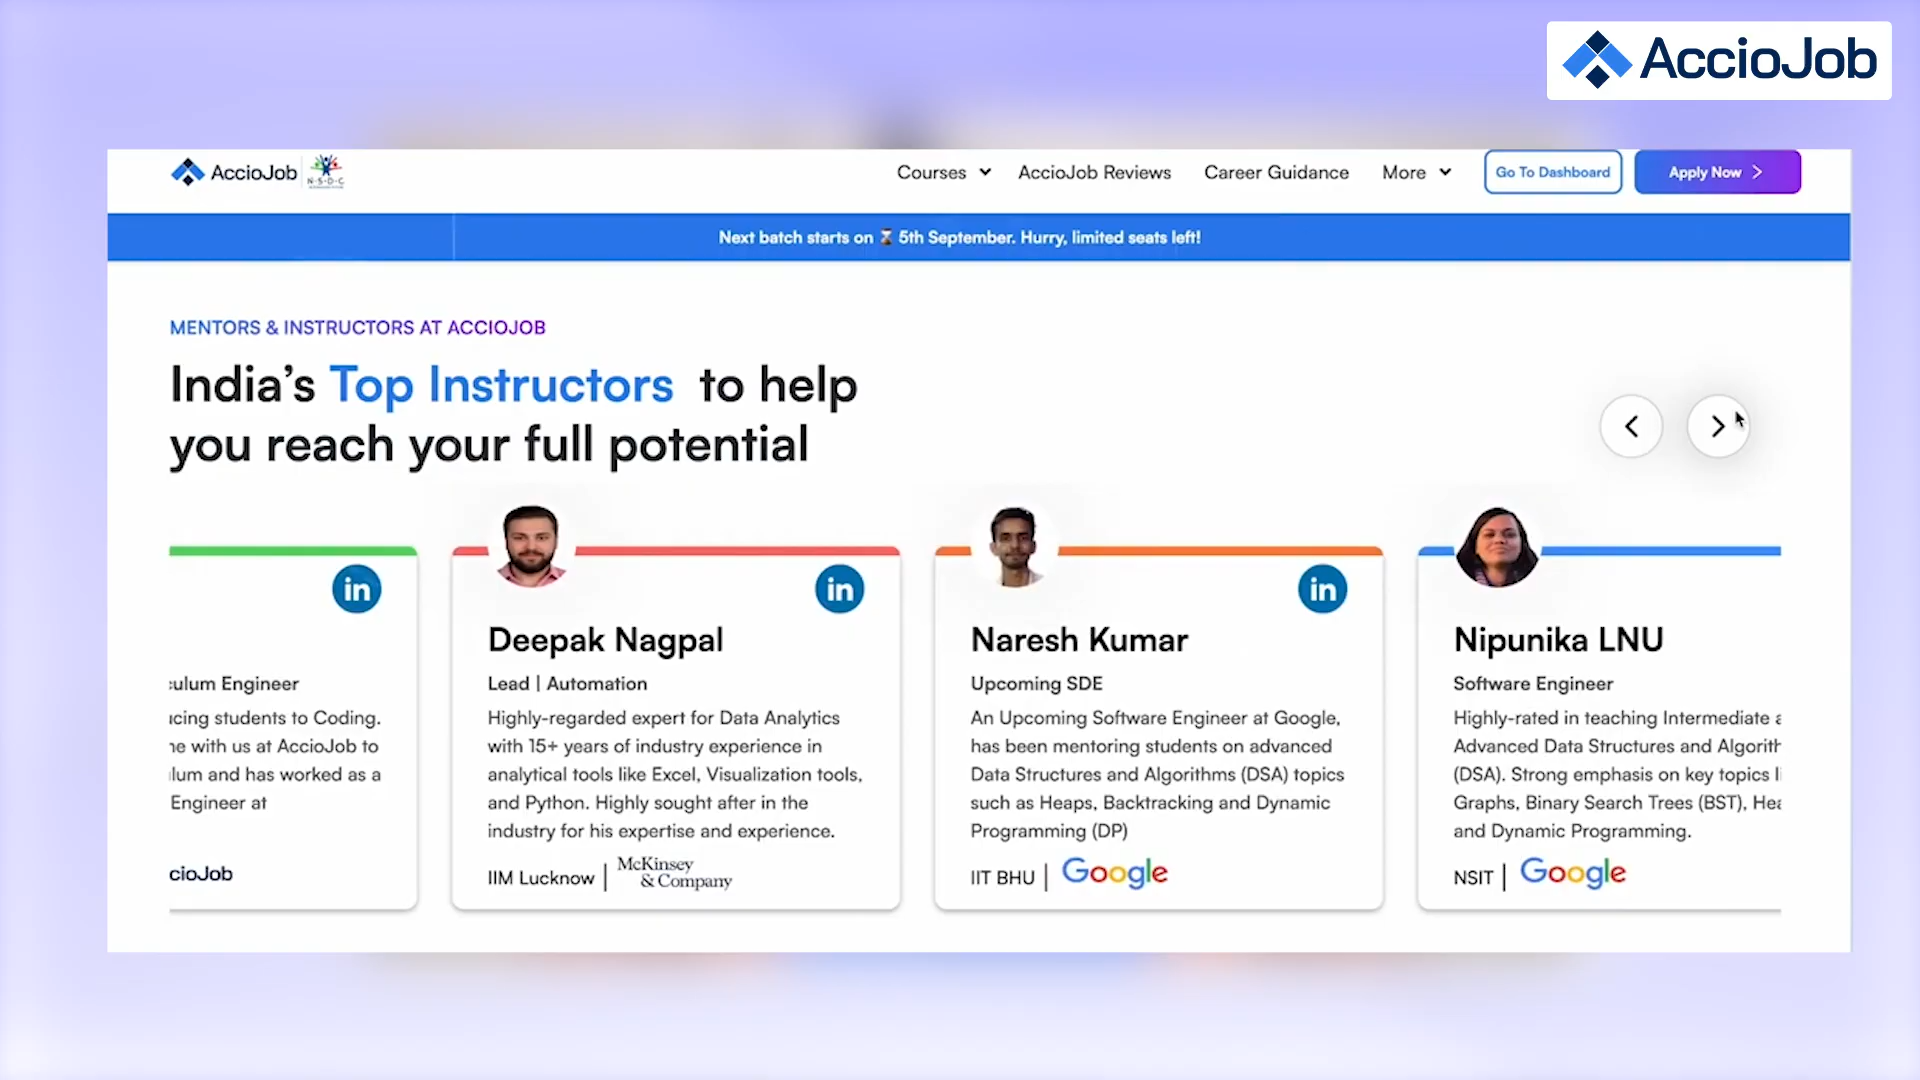 AccioJob
AccioJob
N·S·D·C
Courses
AccioJob Reviews
Career Guidance
More
Go To Dashboard
Apply Now
Next batch starts on ⌛ 5th September. Hurry, limited seats left!
MENTORS & INSTRUCTORS AT ACCIOJOB
India's Top Instructors to help
you reach your full potential
in
ulum Engineer
cing students to Coding.
with us at AccioJob to
lum and has worked as a
Engineer at
cioJob
in
Deepak Nagpal
Lead | Automation
Highly-regarded expert for Data Analytics
with 15+ years of industry experience in
analytical tools like Excel, Visualization tools,
and Python. Highly sought after in the
industry for his expertise and experience.
IIM Lucknow | McKinsey
& Company
in
Naresh Kumar
Upcoming SDE
An Upcoming Software Engineer at Google,
has been mentoring students on advanced
Data Structures and Algorithms (DSA) topics
such as Heaps, Backtracking and Dynamic
Programming (DP)
IIT BHU | Google
Nipunika LNU
Software Engineer
Highly-rated in teaching Intermediate a
Advanced Data Structures and Algorith
(DSA). Strong emphasis on key topics li
Graphs, Binary Search Trees (BST), Hea
and Dynamic Programming.
NSIT | Google